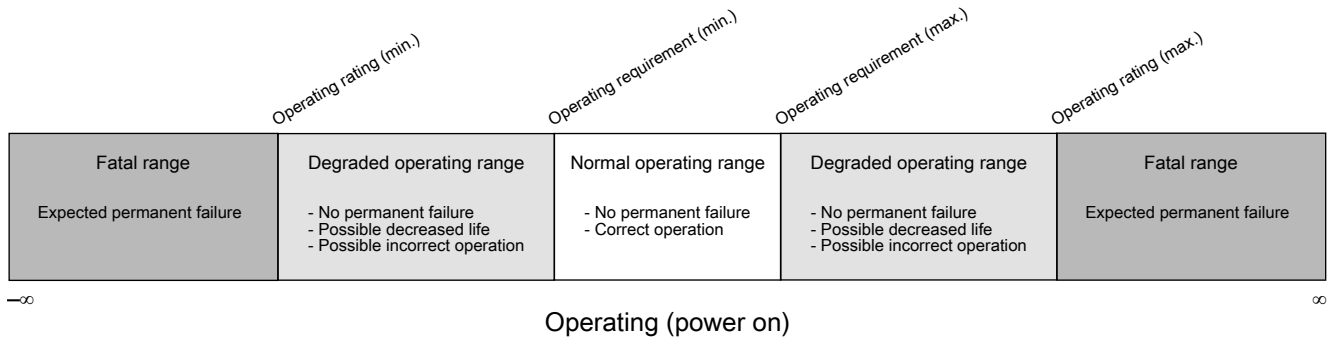 Operating rating (min.)
Operating requirement (min.)
Operating requirement (max.)
Operating rating (max.)
Fatal range
Expected permanent failure
Degraded operating range
- No permanent failure
- Possible decreased life
- Possible incorrect operation
Normal operating range
- No permanent failure
- Correct operation
Degraded operating range
- No permanent failure
- Possible decreased life
- Possible incorrect operation
Fatal range
Expected permanent failure
–∞
∞
Operating (power on)